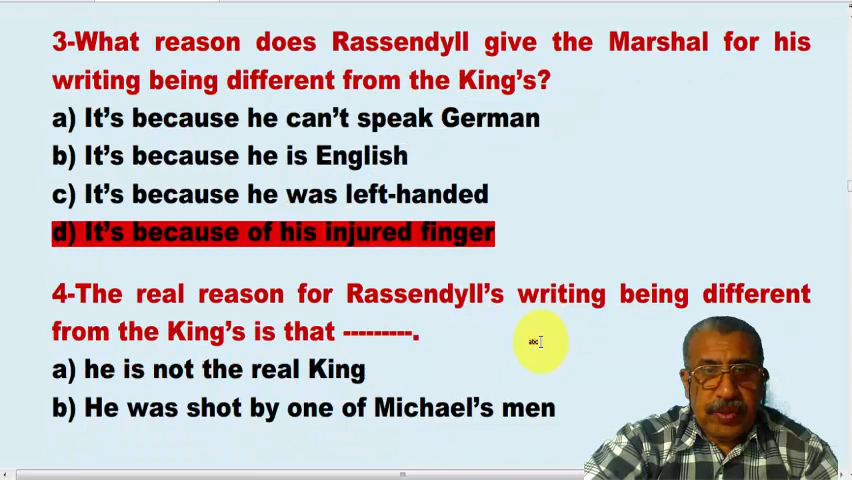 3-What reason does Rassendyll give the Marshal for his
writing being different from the King's?
a) It's because he can't speak German
b) It's because he is English
c) It's because he was left-handed
d) It's because of his injured finger
4-The real reason for Rassendyll's writing being different
from the King's is that ---------.
abc
a) he is not the real King
b) He was shot by one of Michael's men